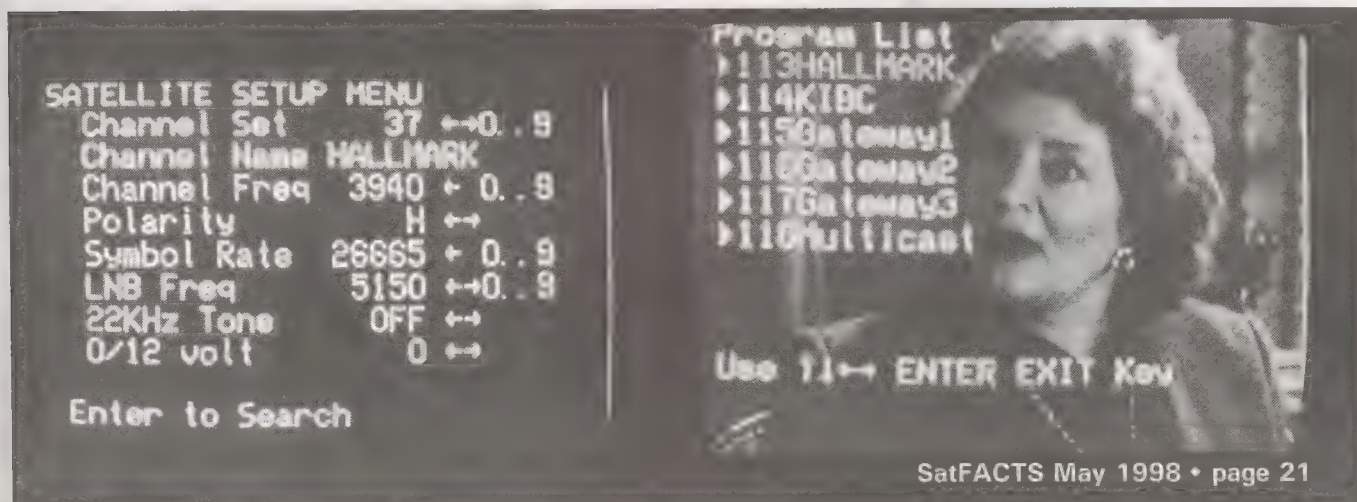 SATELLITE SETUP MENU
Channel Set 37 ↔0..9
Channel Name HALLMARK
Channel Freq 3940 ← 0..9
Polarity H ↔
Symbol Rate 26665 ← 0..9
LNB Freq 5150 ↔0..9
22KHz Tone OFF ↔
0/12 volt 0 ↔
Enter to Search
Program List
▶113HALLMARK
▶114KIBC
▶115Gateway1
▶116Gateway2
▶117Gateway3
▶118Multicast
Use ↑↓↔ ENTER EXIT Key
SatFACTS May 1998 • page 21